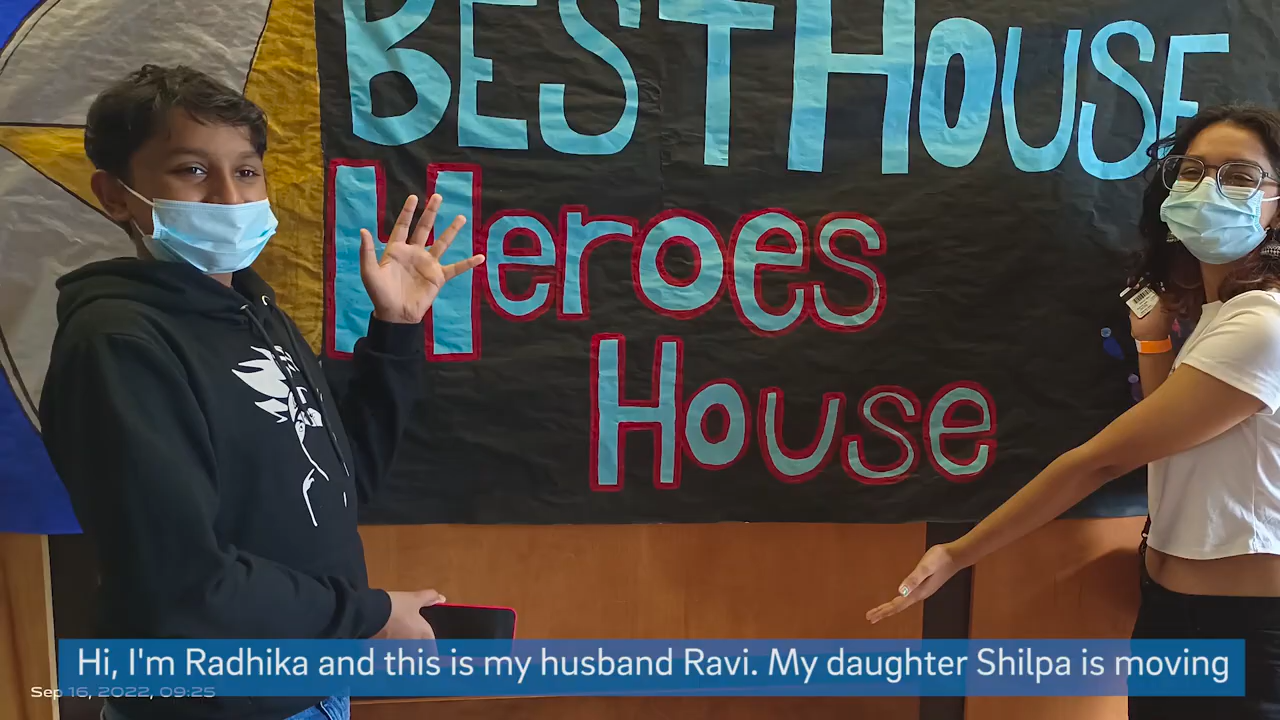 BEST HOUSE
Heroes
House
Hi, I'm Radhika and this is my husband Ravi. My daughter Shilpa is moving
Sep 16, 2022, 09:25